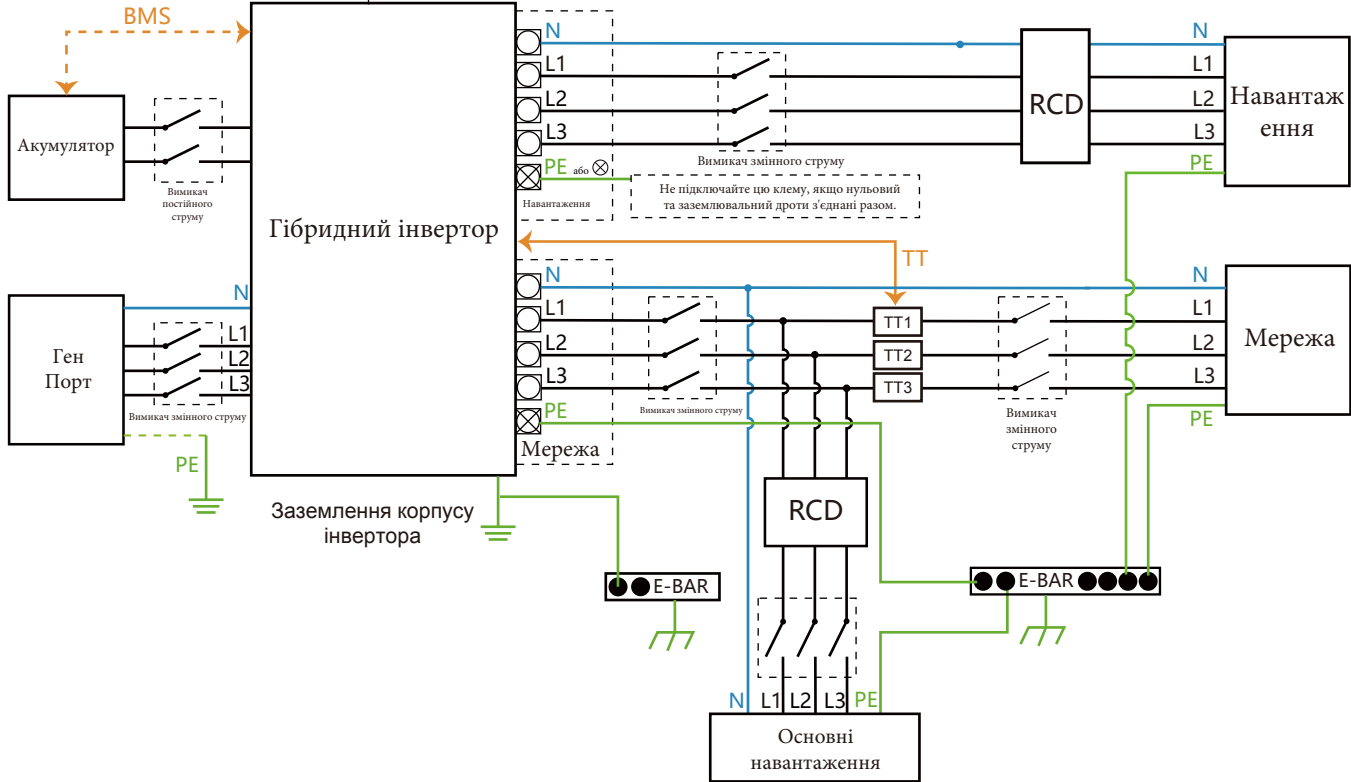 BMS
Акумулятор
Вимикач
постійного
струму
Гібридний інвертор
N
L1
L2
L3
PE або
Навантаження
Вимикач змінного струму
Не підключайте цю клему, якщо нульовий
та заземлювальний дроти з'єднані разом.
RCD
N
L1
L2
L3
PE
Навантаж
ення
TT
Ген
Порт
N
L1
L2
L3
Вимикач змінного струму
PE
N
L1
L2
L3
PE
Мережа
Вимикач змінного струму
TT1
TT2
TT3
Вимикач
змінного
струму
N
L1
L2
L3
PE
Мережа
Заземлення корпусу
інвертора
RCD
E-BAR
E-BAR
N L1 L2 L3 PE
Основні
навантаження